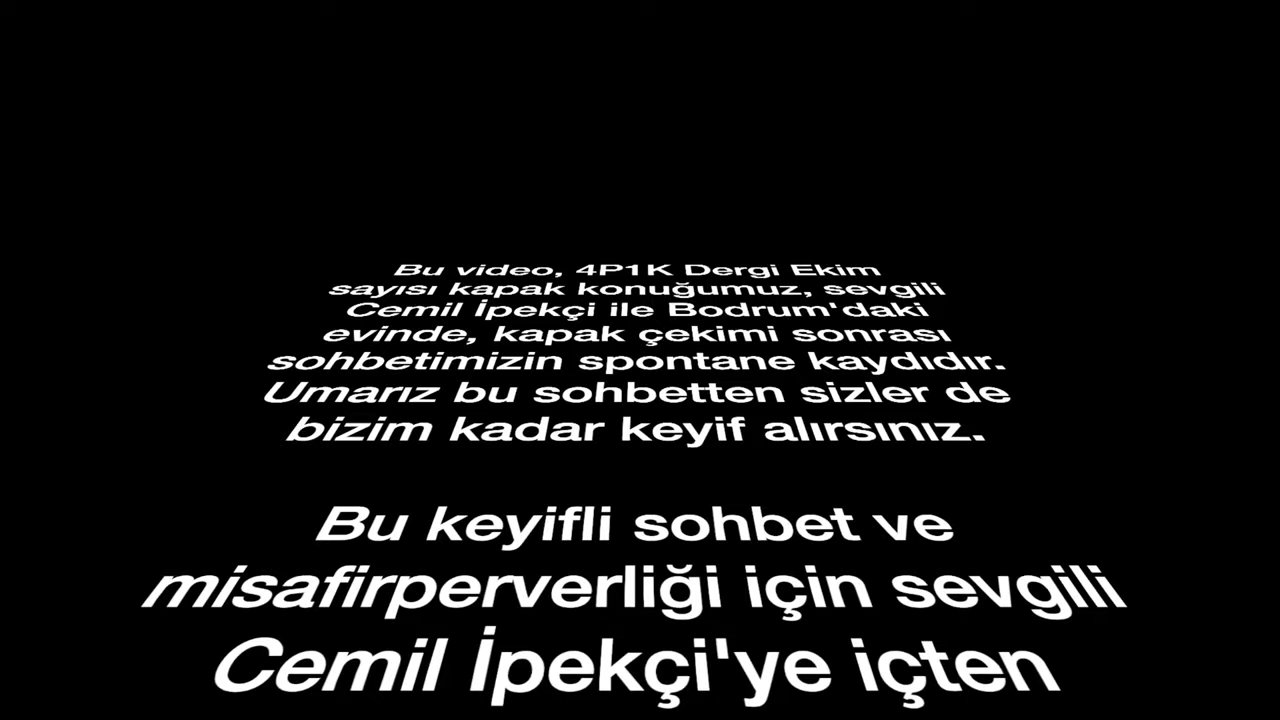 Bu video, 4P1K Dergi Ekim
sayısı kapak konuğumuz, sevgili
Cemil İpekçi ile Bodrum'daki
evinde, kapak çekimi sonrası
sohbetimizin spontane kaydıdır.
Umarız bu sohbetten sizler de
bizim kadar keyif alırsınız.
Bu keyifli sohbet ve
misafirperverliği için sevgili
Cemil İpekçi'ye içten